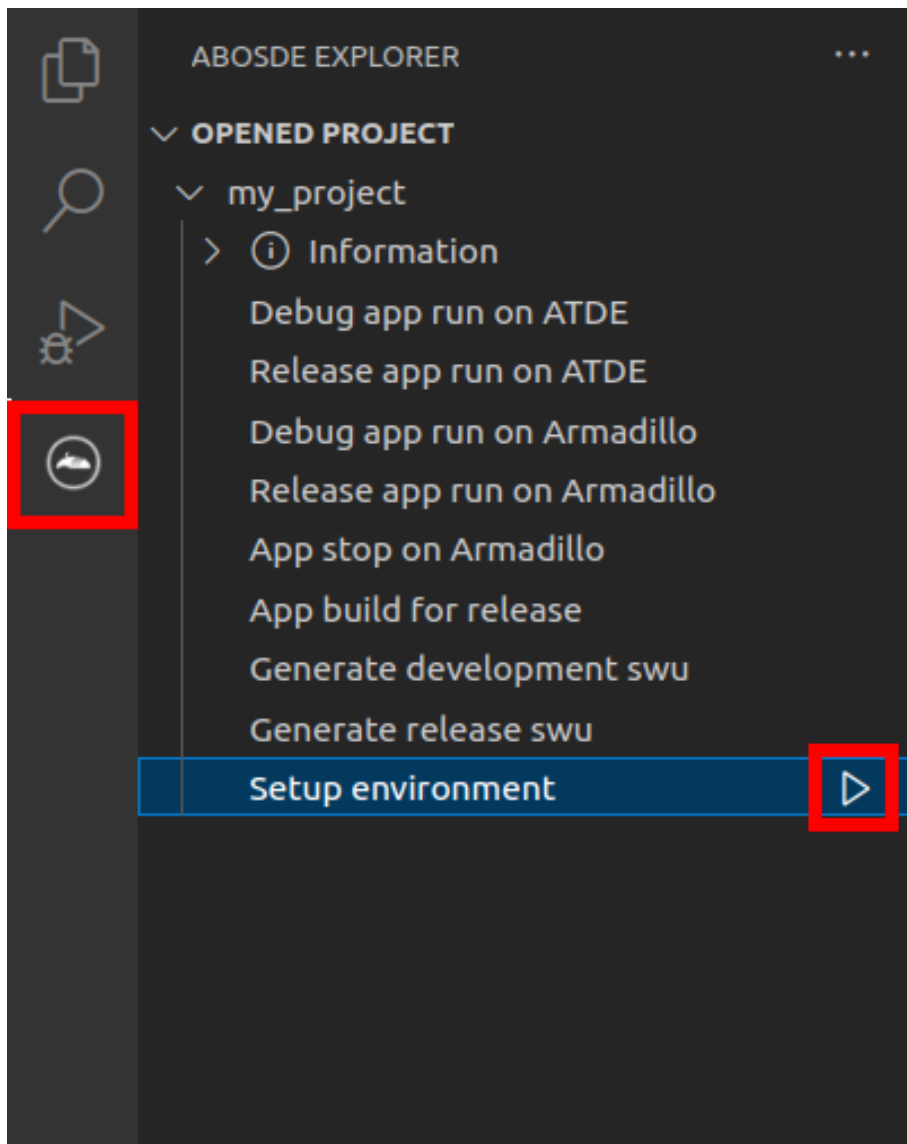 ABOSDE EXPLORER
OPENED PROJECT
my_project
Information
Debug app run on ATDE
Release app run on ATDE
Debug app run on Armadillo
Release app run on Armadillo
App stop on Armadillo
App build for release
Generate development swu
Generate release swu
Setup environment